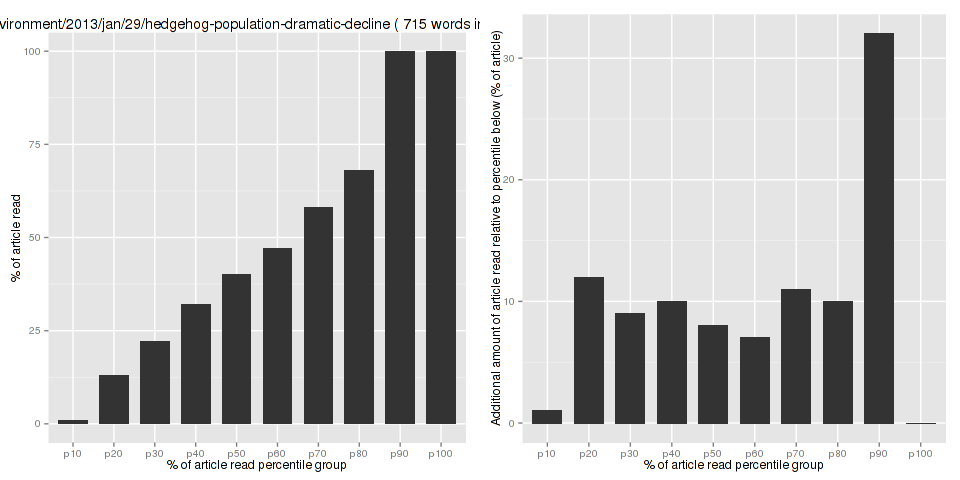 vironment/2013/jan/29/hedgehog-population-dramatic-decline ( 715 words in
100
75
50
25
0
% of article read
p10 p20 p30 p40 p50 p60 p70 p80 p90 p100
% of article read percentile group
30
20
10
0
Additional amount of article read relative to percentile below (% of article)
p10 p20 p30 p40 p50 p60 p70 p80 p90 p100
% of article read percentile group